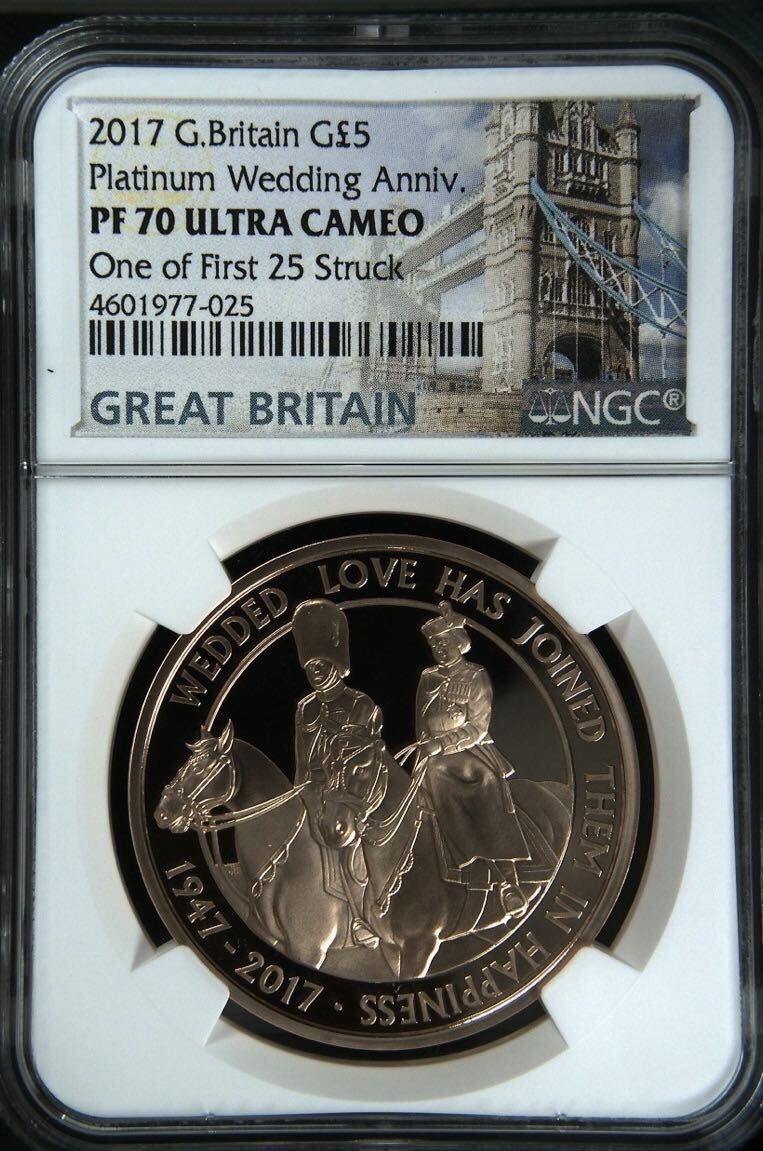 2017 G.Britain G£5
Platinum Wedding Anniv.
PF 70 ULTRA CAMEO
One of First 25 Struck
4601977-025
GREAT BRITAIN
NGC®
WEDDED LOVE HAS JOINED THEM IN HAPPINESS
1947-2017 ·